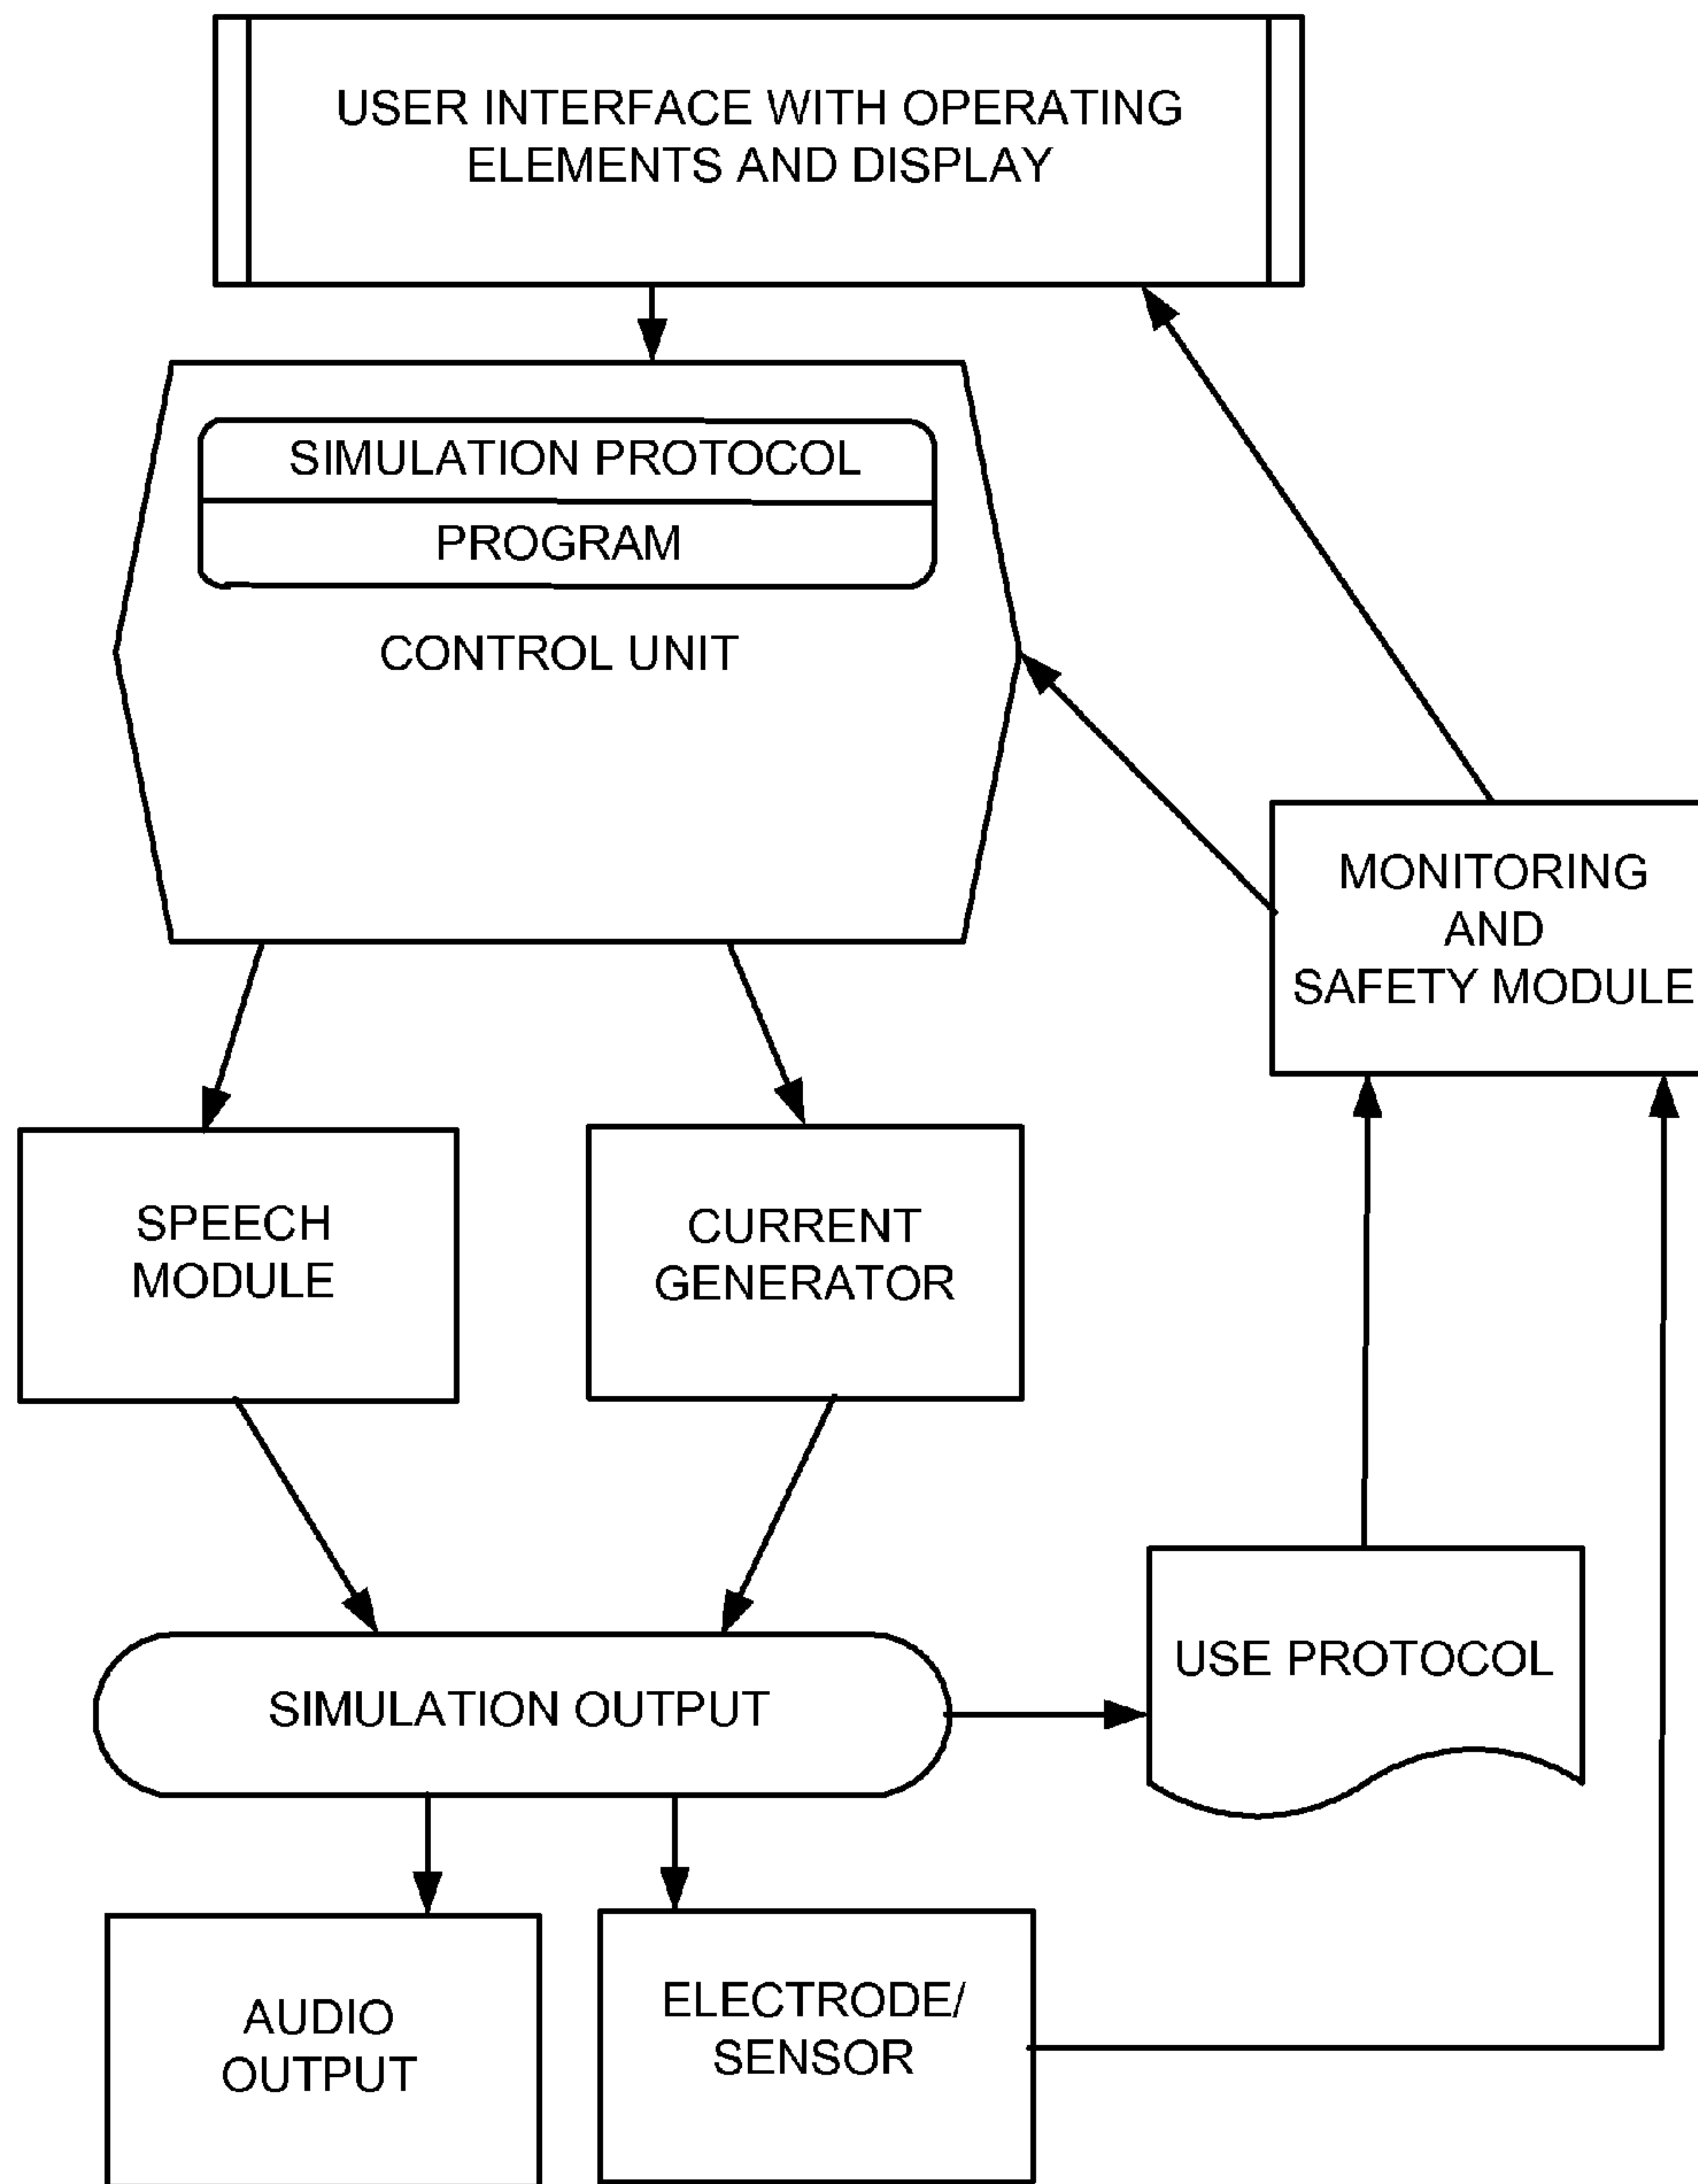 USER INTERFACE WITH OPERATING
ELEMENTS AND DISPLAY
SIMULATION PROTOCOL
PROGRAM
CONTROL UNIT
MONITORING
AND
SAFETY MODULE
SPEECH
MODULE
CURRENT
GENERATOR
USE PROTOCOL
SIMULATION OUTPUT
AUDIO
OUTPUT
ELECTRODE/
SENSOR